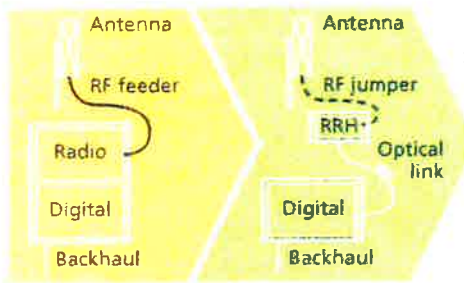 Antenna
RF feeder
Radio
Digital
Backhaul
Antenna
RF jumper
RRH
Optical
link
Digital
Backhaul